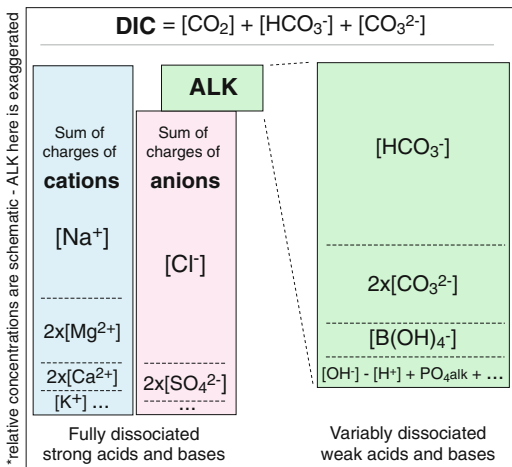 DIC = [CO₂] + [HCO₃⁻] + [CO₃²⁻]
ALK
Sum of
charges of
cations
[Na⁺]
2x[Mg²⁺]
2x[Ca²⁺]
[K⁺] ...
Sum of
charges of
anions
[Cl⁻]
2x[SO₄²⁻]
...
[HCO₃⁻]
2x[CO₃²⁻]
[B(OH)₄⁻]
[OH⁻] - [H⁺] + PO₄alk + ...
Fully dissociated
strong acids and bases
Variably dissociated
weak acids and bases
*relative concentrations are schematic - ALK here is exaggerated